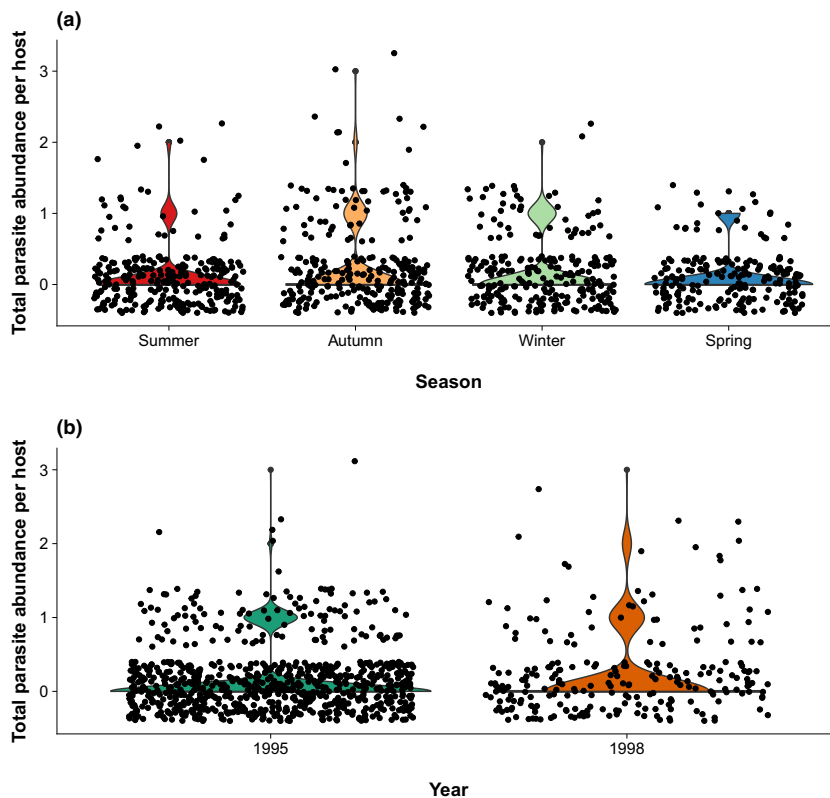 (a)
Total parasite abundance per host
3
2
1
0
Summer Autumn Winter Spring
Season
(b)
Total parasite abundance per host
3
2
1
0
1995 1998
Year